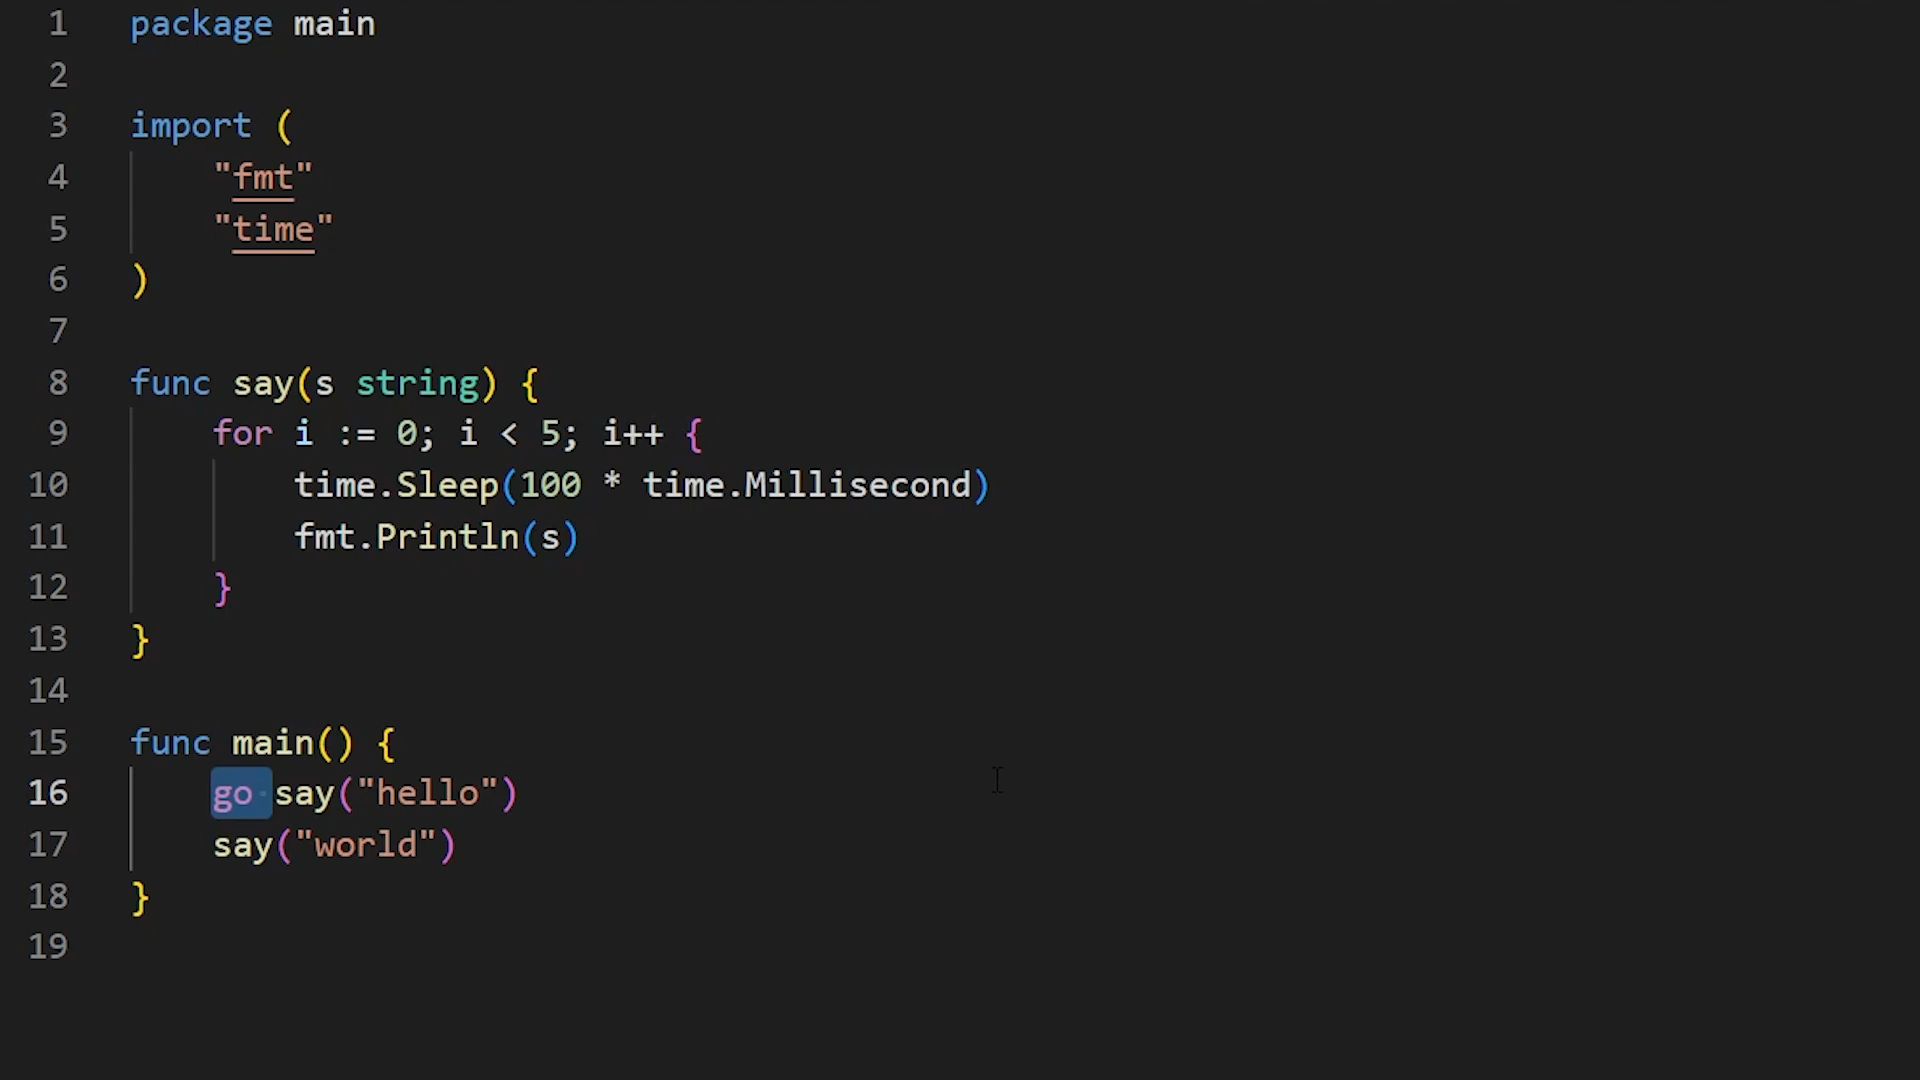 1 package main
2
3 import (
4 "fmt"
5 "time"
6 )
7
8 func say(s string) {
9 for i := 0; i < 5; i++ {
10 time.Sleep(100 * time.Millisecond)
11 fmt.Println(s)
12 }
13 }
14
15 func main() {
16 go say("hello")
17 say("world")
18 }
19